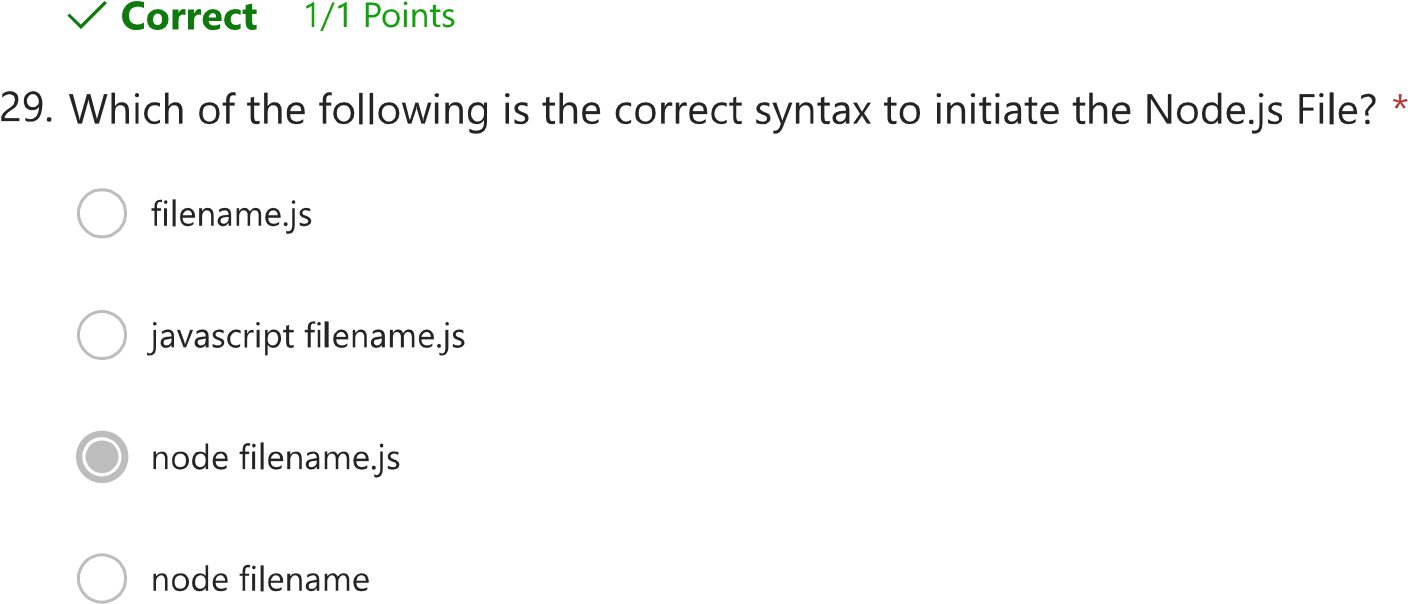 Correct 1/1 Points
29. Which of the following is the correct syntax to initiate the Node.js File? *
filename.js
javascript filename.js
node filename.js
node filename